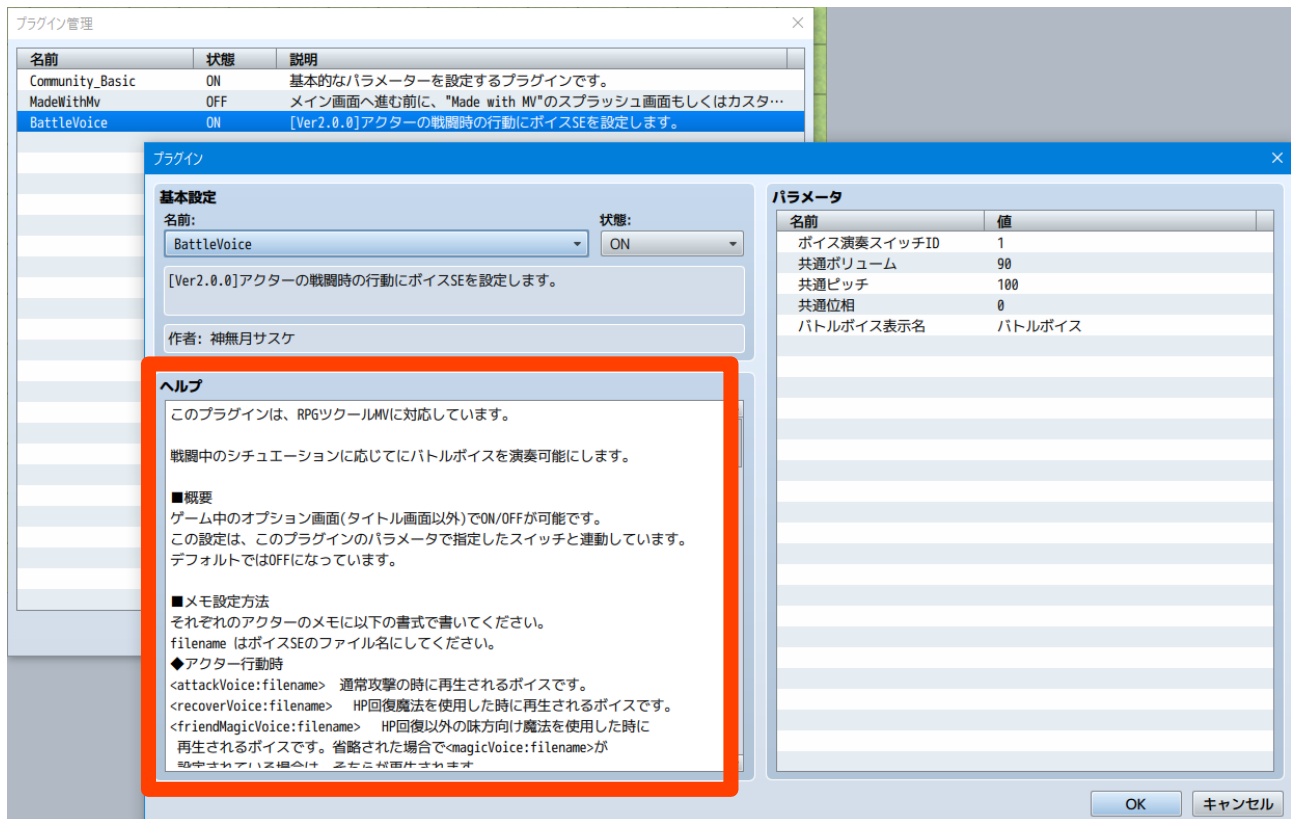 プラグイン管理
名前 状態 説明
Community_Basic ON 基本的なパラメーターを設定するプラグインです。
MadeWithMv OFF メイン画面へ進む前に、"Made with MV"のスプラッシュ画面もしくはカスタ…
BattleVoice ON [Ver2.0.0]アクターの戦闘時の行動にボイスSEを設定します。
プラグイン
基本設定
名前: 状態:
BattleVoice ON
[Ver2.0.0]アクターの戦闘時の行動にボイスSEを設定します。
作者: 神無月サスケ
ヘルプ
このプラグインは、RPGツクールMVに対応しています。
戦闘中のシチュエーションに応じてにバトルボイスを演奏可能にします。
■概要
ゲーム中のオプション画面(タイトル画面以外)でON/OFFが可能です。
この設定は、このプラグインのパラメータで指定したスイッチと連動しています。
デフォルトではOFFになっています。
■メモ設定方法
それぞれのアクターのメモに以下の書式で書いてください。
filename はボイスSEのファイル名にしてください。
◆アクター行動時
<attackVoice:filename> 通常攻撃の時に再生されるボイスです。
<recoverVoice:filename> HP回復魔法を使用した時に再生されるボイスです。
<friendMagicVoice:filename> HP回復以外の味方向け魔法を使用した時に
再生されるボイスです。省略された場合で<magicVoice:filename>が
設定されている場合は、そちらが再生されます
パラメータ
名前 値
ボイス演奏スイッチID 1
共通ボリューム 90
共通ピッチ 100
共通位相 0
バトルボイス表示名 バトルボイス
OK キャンセル